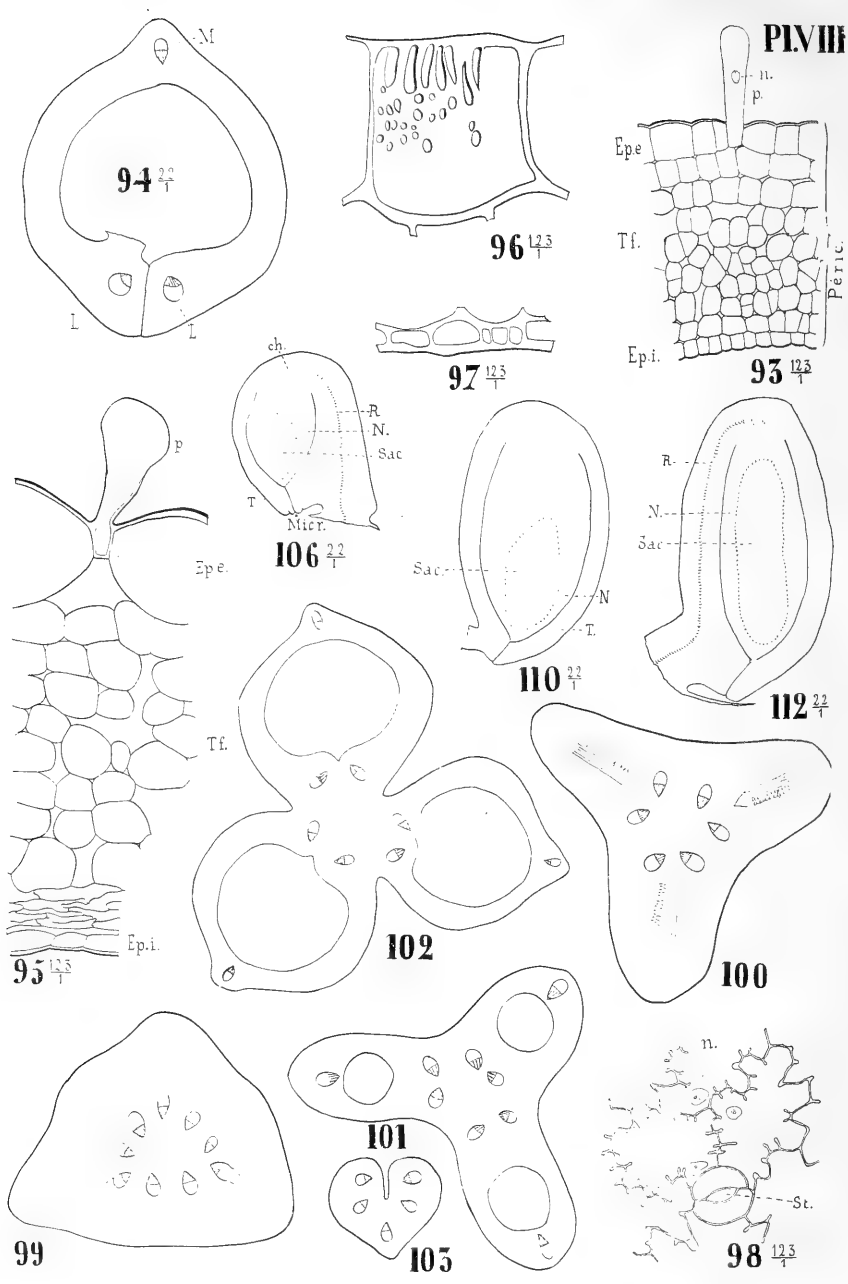 Pl.VIII
M
94 22/1
L
L
96 123/1
97 123/1
n.
p.
Ep.e
Tf.
Ep.i.
Péric.
93 123/1
p
Ep e.
Tf.
Ep.i.
95 123/1
ch.
R
N.
Sac
T
Micr.
106 22/1
Sac.
N
T.
110 22/1
R.
N.
Sac
112 22/1
102
100
99
101
103
n.
St.
98 123/1